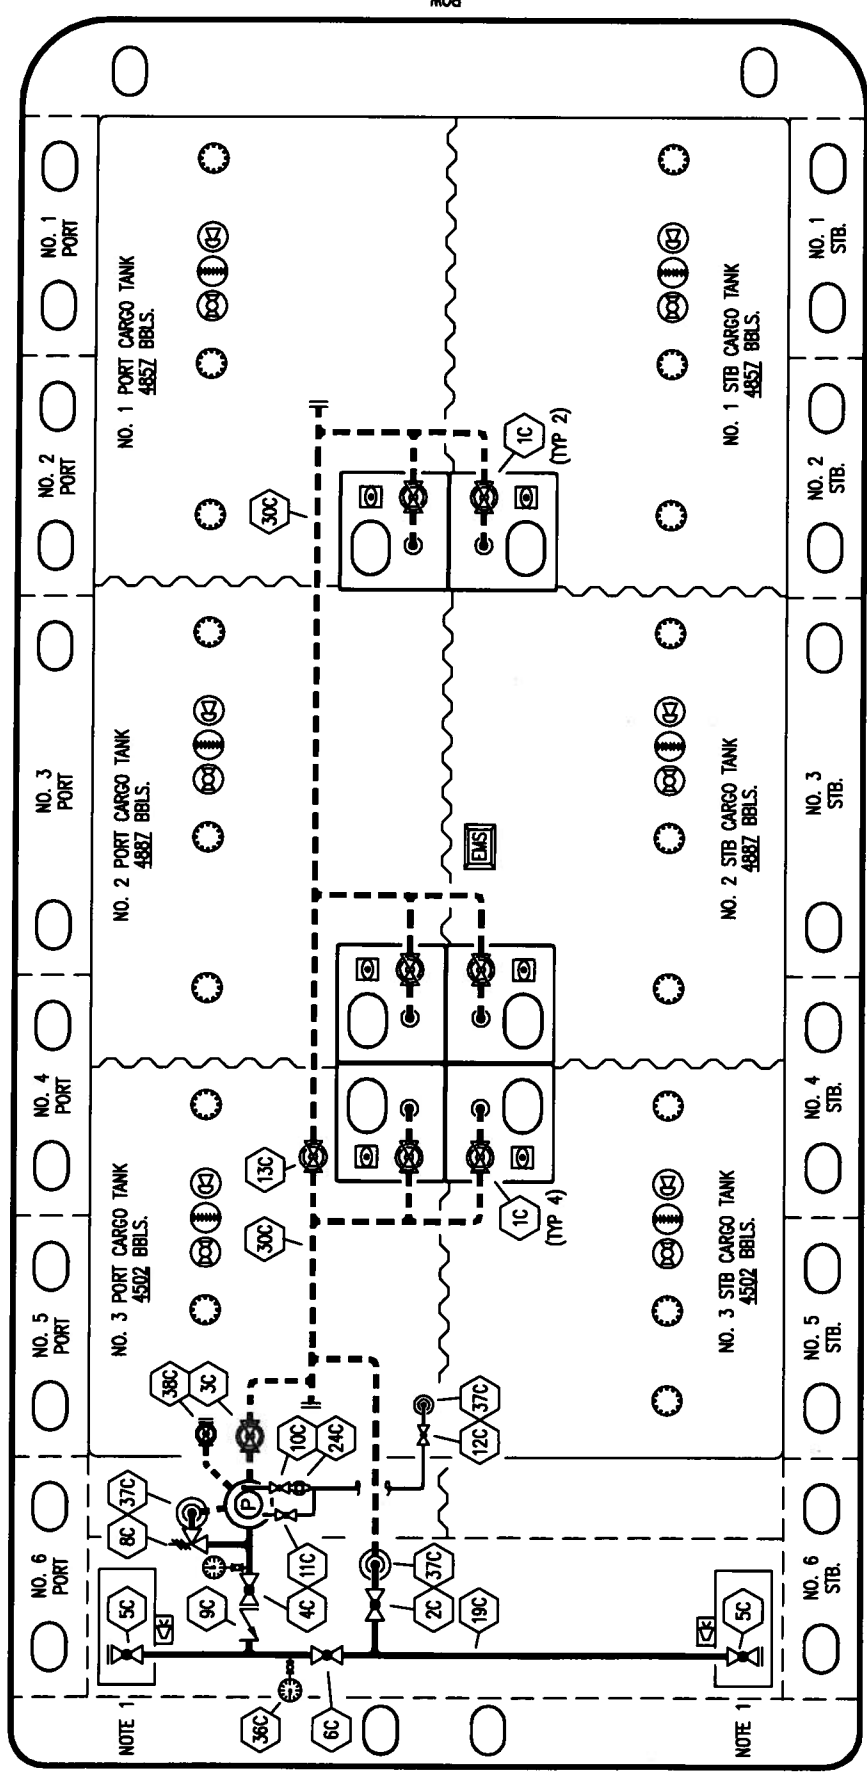 NO. 6
PORT
NO. 5
PORT
NO. 4
PORT
NO. 3
PORT
NO. 2
PORT
NO. 1
PORT
NOTE 1
5C
8C
37C
38C
3C
NO. 3 PORT CARGO TANK
4502 BBLS.
NO. 2 PORT CARGO TANK
4887 BBLS.
NO. 1 PORT CARGO TANK
4857 BBLS.
36C
9C
P
30C
13C
30C
6C
4C
11C
10C
24C
2C
37C
12C
37C
19C
EMS
1C
(TYP 4)
1C
(TYP 2)
NOTE 1
5C
NO. 3 STB CARGO TANK
4502 BBLS.
NO. 2 STB CARGO TANK
4887 BBLS.
NO. 1 STB CARGO TANK
4857 BBLS.
NO. 6
STB.
NO. 5
STB.
NO. 4
STB.
NO. 3
STB.
NO. 2
STB.
NO. 1
STB.